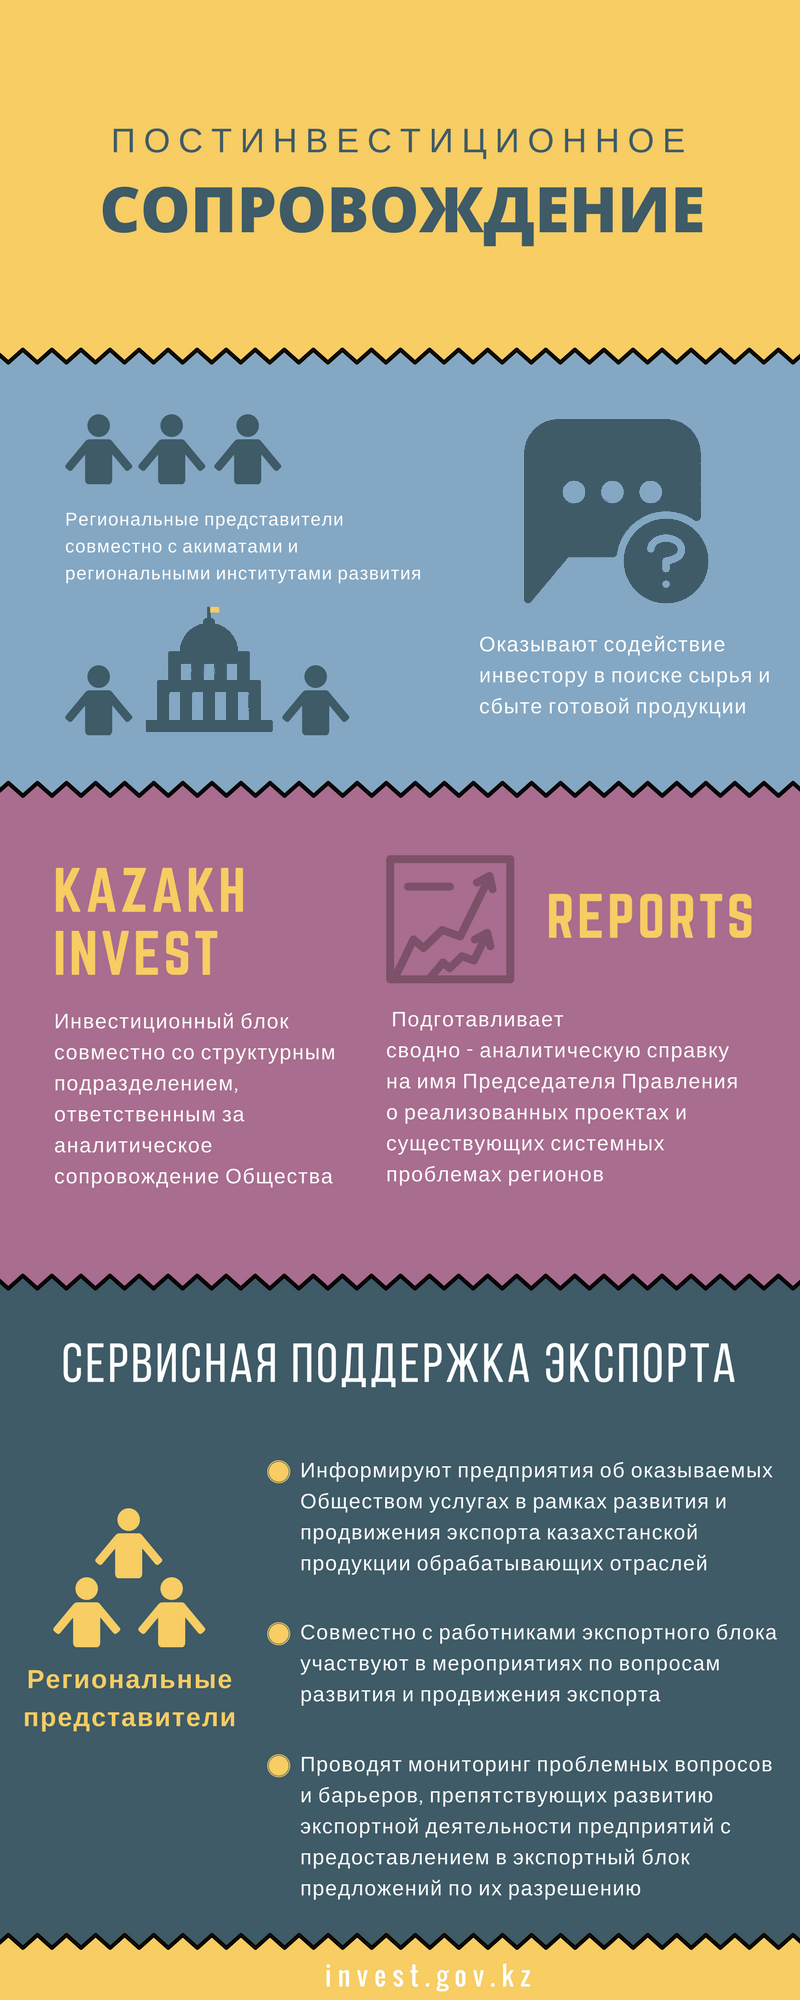 ПОСТИНВЕСТИЦИОННОЕ
СОПРОВОЖДЕНИЕ
Региональные представители
совместно с акиматами и
региональными институтами развития
Оказывают содействие
инвестору в поиске сырья и
сбыте готовой продукции
KAZAKH
INVEST
Инвестиционный блок
совместно со структурным
подразделением,
ответственным за
аналитическое
сопровождение Общества
REPORTS
Подготавливает
сводно - аналитическую справку
на имя Председателя Правления
о реализованных проектах и
существующих системных
проблемах регионов
СЕРВИСНАЯ ПОДДЕРЖКА ЭКСПОРТА
Региональные
представители
Информируют предприятия об оказываемых
Обществом услугах в рамках развития и
продвижения экспорта казахстанской
продукции обрабатывающих отраслей
Совместно с работниками экспортного блока
участвуют в мероприятиях по вопросам
развития и продвижения экспорта
Проводят мониторинг проблемных вопросов
и барьеров, препятствующих развитию
экспортной деятельности предприятий с
предоставлением в экспортный блок
предложений по их разрешению
invest.gov.kz